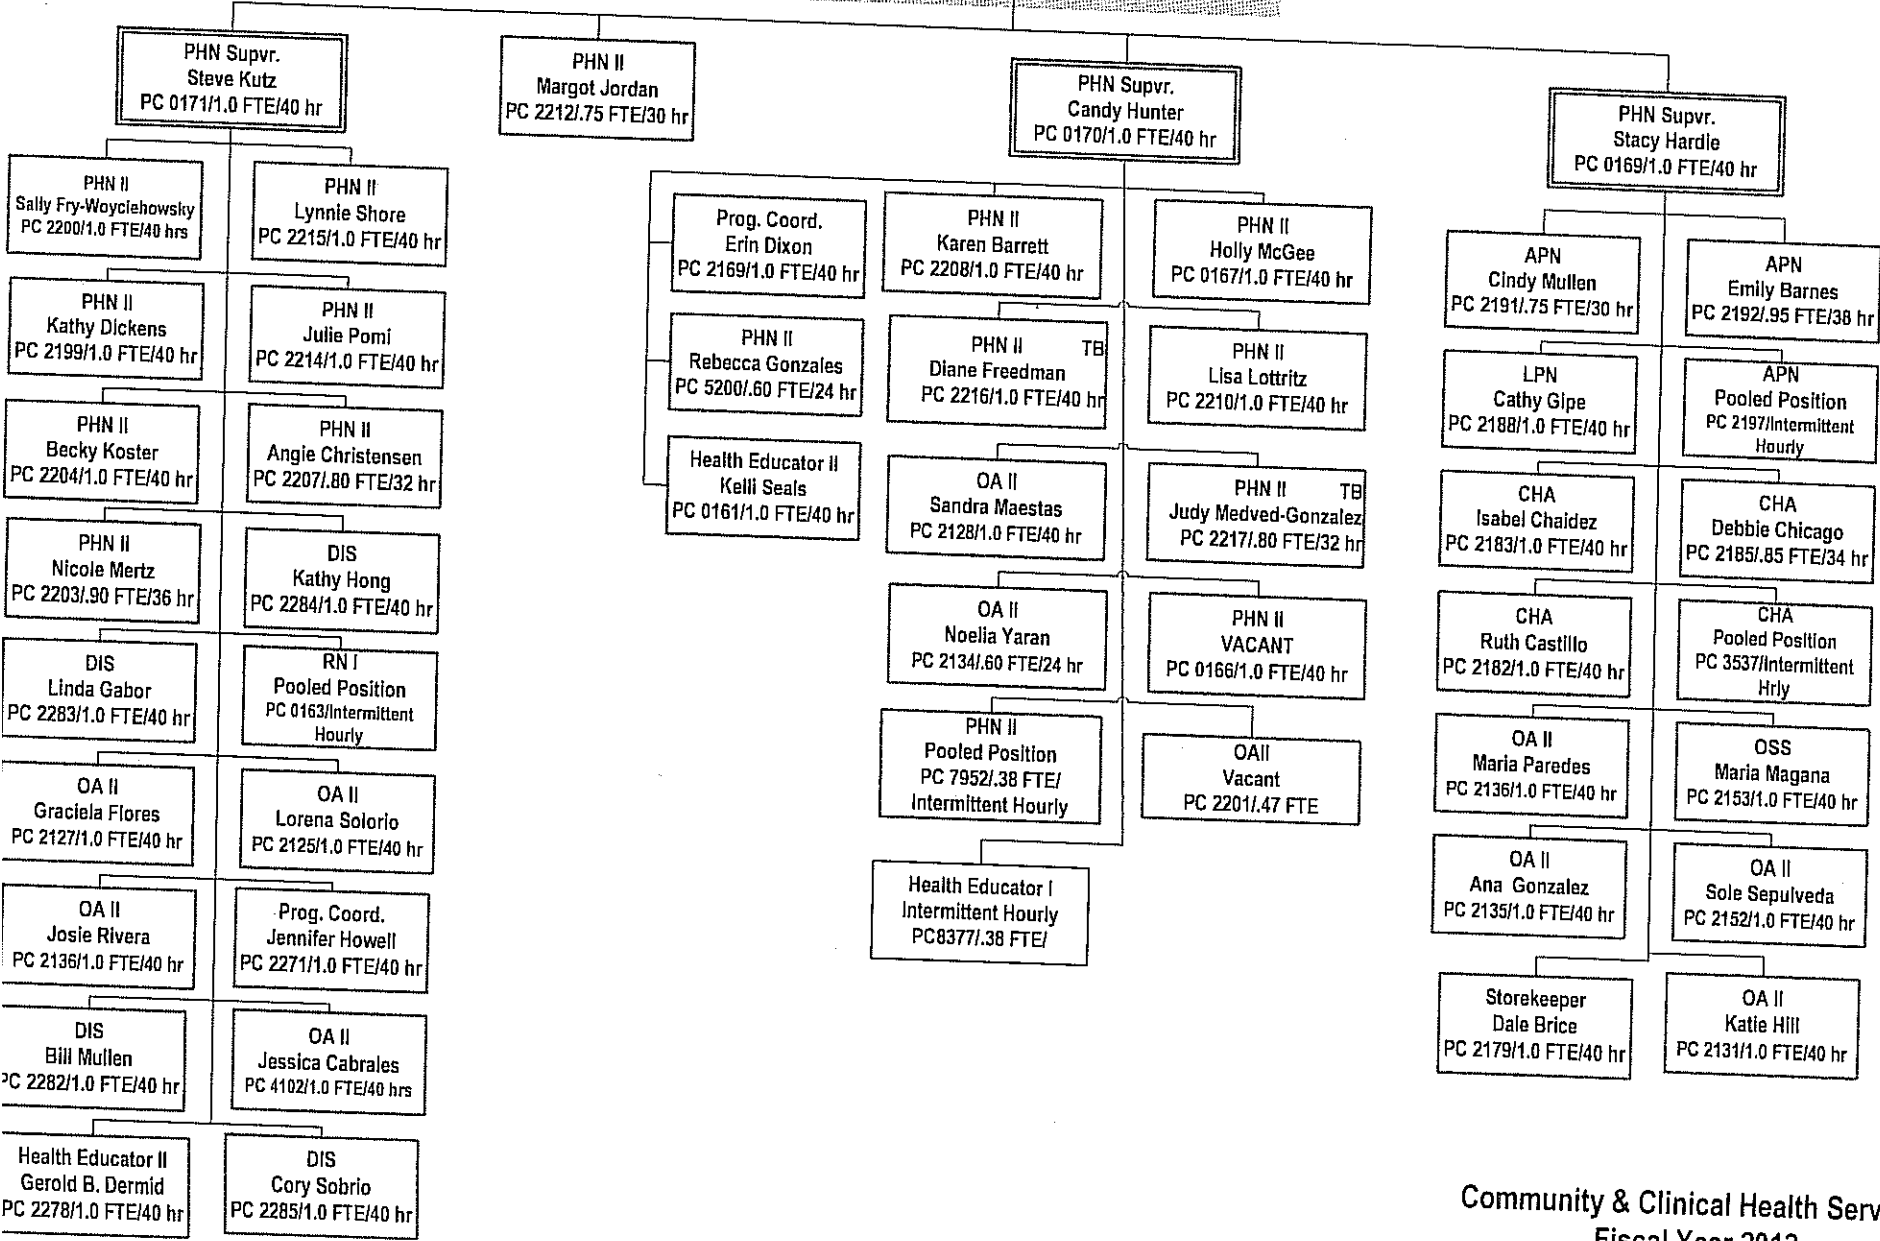 PHN Supvr.
Steve Kutz
PC 0171/1.0 FTE/40 hr
PHN II
Margot Jordan
PC 2212/.75 FTE/30 hr
PHN Supvr.
Candy Hunter
PC 0170/1.0 FTE/40 hr
PHN Supvr.
Stacy Hardie
PC 0169/1.0 FTE/40 hr
PHN II
Sally Fry-Woyciehowsky
PC 2200/1.0 FTE/40 hrs
PHN II
Lynnie Shore
PC 2215/1.0 FTE/40 hr
PHN II
Kathy Dickens
PC 2199/1.0 FTE/40 hr
PHN II
Julie Pomi
PC 2214/1.0 FTE/40 hr
PHN II
Becky Koster
PC 2204/1.0 FTE/40 hr
PHN II
Angie Christensen
PC 2207/.80 FTE/32 hr
PHN II
Nicole Mertz
PC 2203/.90 FTE/36 hr
DIS
Kathy Hong
PC 2284/1.0 FTE/40 hr
DIS
Linda Gabor
PC 2283/1.0 FTE/40 hr
RN I
Pooled Position
PC 0163/Intermittent
Hourly
OA II
Graciela Flores
PC 2127/1.0 FTE/40 hr
OA II
Lorena Solorio
PC 2125/1.0 FTE/40 hr
OA II
Josie Rivera
PC 2136/1.0 FTE/40 hr
Prog. Coord.
Jennifer Howell
PC 2271/1.0 FTE/40 hr
DIS
Bill Mullen
PC 2282/1.0 FTE/40 hr
OA II
Jessica Cabrales
PC 4102/1.0 FTE/40 hrs
Health Educator II
Gerold B. Dermid
PC 2278/1.0 FTE/40 hr
DIS
Cory Sobrio
PC 2285/1.0 FTE/40 hr
Prog. Coord.
Erin Dixon
PC 2169/1.0 FTE/40 hr
PHN II
Rebecca Gonzales
PC 5200/.60 FTE/24 hr
Health Educator II
Kelli Seals
PC 0161/1.0 FTE/40 hr
PHN II
Karen Barrett
PC 2208/1.0 FTE/40 hr
PHN II
Holly McGee
PC 0167/1.0 FTE/40 hr
PHN II TB
Diane Freedman
PC 2216/1.0 FTE/40 hr
PHN II
Lisa Lottritz
PC 2210/1.0 FTE/40 hr
OA II
Sandra Maestas
PC 2128/1.0 FTE/40 hr
PHN II TB
Judy Medved-Gonzalez
PC 2217/.80 FTE/32 hr
OA II
Noelia Yaran
PC 2134/.60 FTE/24 hr
PHN II
VACANT
PC 0166/1.0 FTE/40 hr
PHN II
Pooled Position
PC 7952/.38 FTE/
Intermittent Hourly
OAII
Vacant
PC 2201/.47 FTE
Health Educator I
Intermittent Hourly
PC8377/.38 FTE/
APN
Cindy Mullen
PC 2191/.75 FTE/30 hr
APN
Emily Barnes
PC 2192/.95 FTE/38 hr
LPN
Cathy Gipe
PC 2188/1.0 FTE/40 hr
APN
Pooled Position
PC 2197/Intermittent
Hourly
CHA
Isabel Chaidez
PC 2183/1.0 FTE/40 hr
CHA
Debbie Chicago
PC 2185/.85 FTE/34 hr
CHA
Ruth Castillo
PC 2182/1.0 FTE/40 hr
CHA
Pooled Position
PC 3537/Intermittent
Hrly
OA II
Maria Paredes
PC 2136/1.0 FTE/40 hr
OSS
Maria Magana
PC 2153/1.0 FTE/40 hr
OA II
Ana Gonzalez
PC 2135/1.0 FTE/40 hr
OA II
Sole Sepulveda
PC 2152/1.0 FTE/40 hr
Storekeeper
Dale Brice
PC 2179/1.0 FTE/40 hr
OA II
Katie Hill
PC 2131/1.0 FTE/40 hr
Community & Clinical Health Serv
Fiscal Year 2012